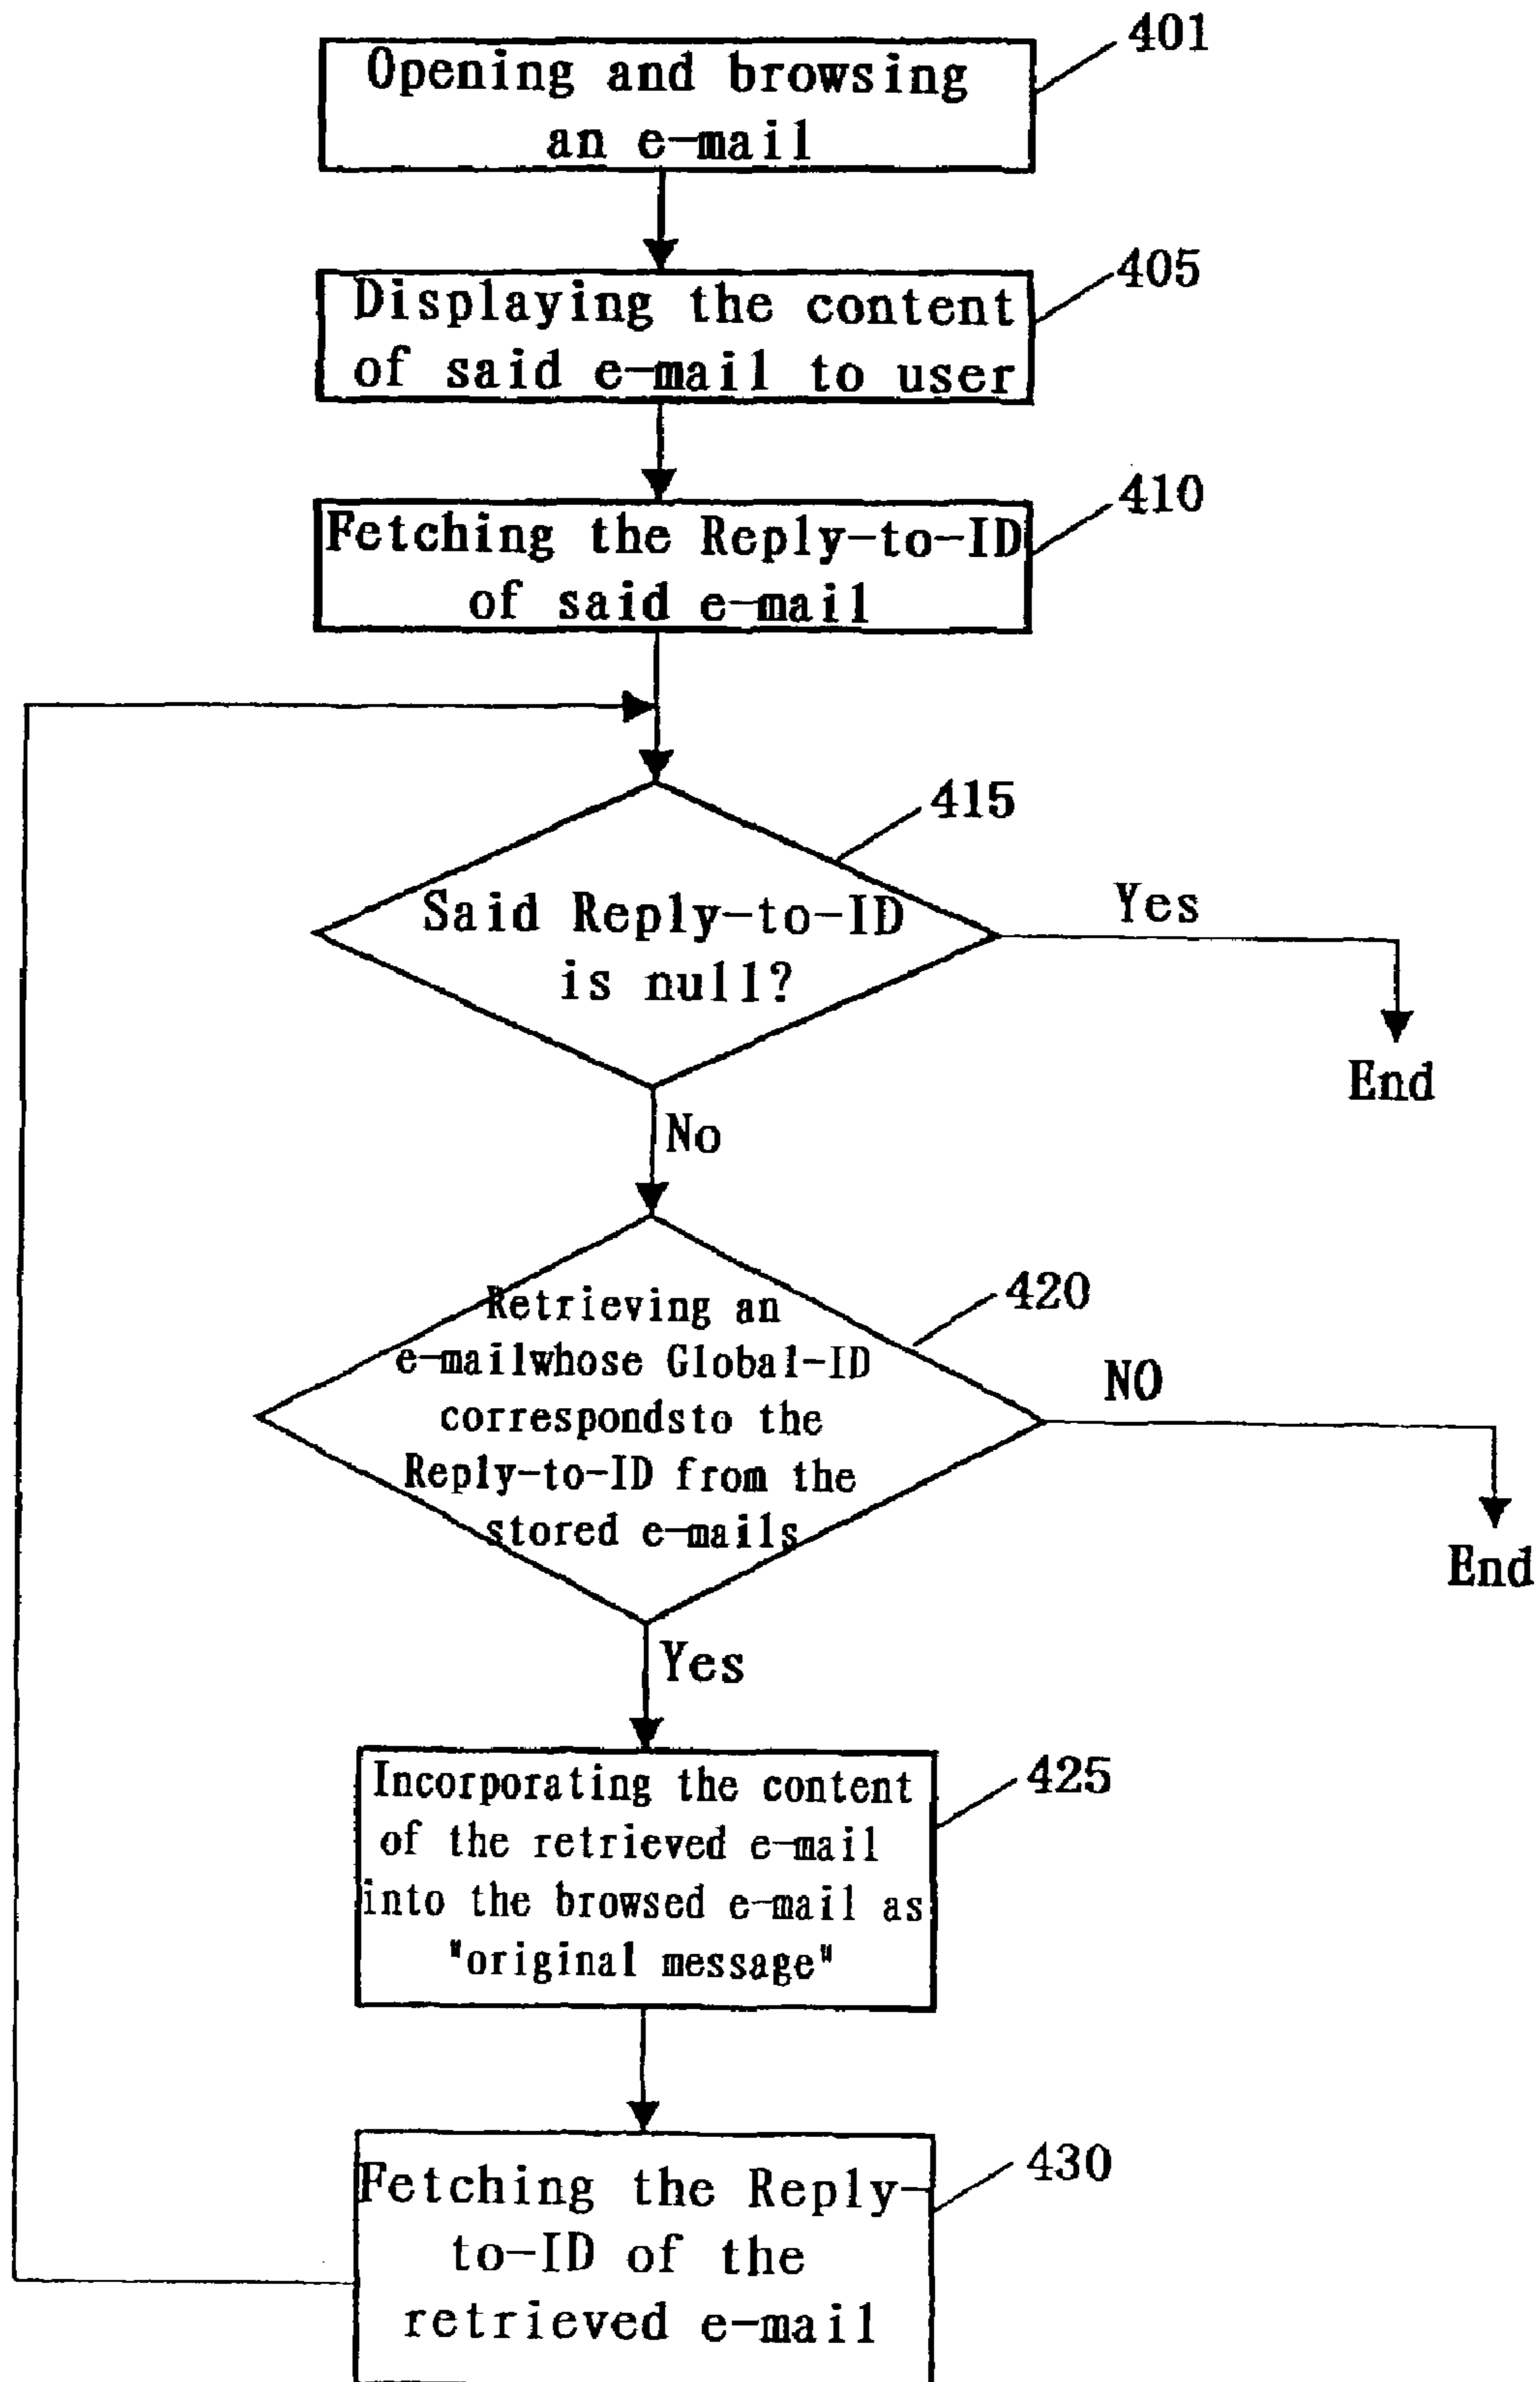 401
Opening and browsing
an e-mail
405
Displaying the content
of said e-mail to user
410
Fetching the Reply-to-ID
of said e-mail
415
Said Reply-to-ID
is null?
Yes
End
No
420
Retrieving an
e-mailwhose Global-ID
correspondsto the
Reply-to-ID from the
stored e-mails
NO
End
Yes
425
Incorporating the content
of the retrieved e-mail
into the browsed e-mail as
"original message"
430
Fetching the Reply-
to-ID of the
retrieved e-mail